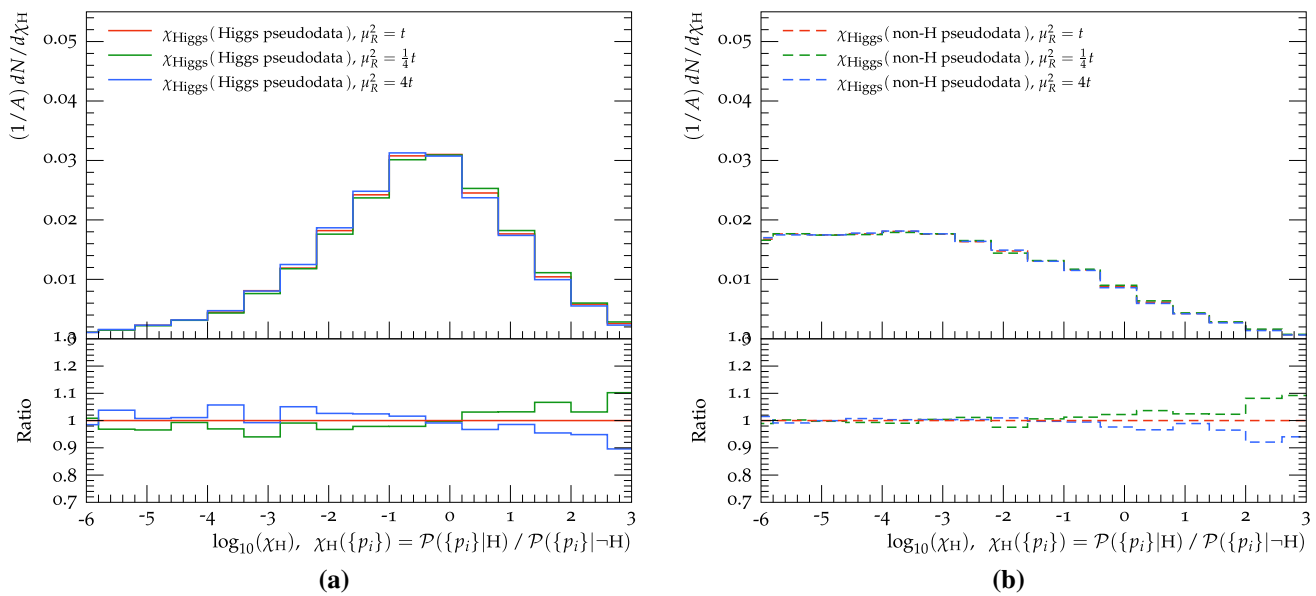 (1/A) dN/dχH
0.05
0.04
0.03
0.02
0.01
0
χHiggs(Higgs pseudodata), μ²R = t
χHiggs(Higgs pseudodata), μ²R = ¼t
χHiggs(Higgs pseudodata), μ²R = 4t
Ratio
1.3
1.2
1.1
1
0.9
0.8
0.7
-6 -5 -4 -3 -2 -1 0 1 2 3
log₁₀(χH), χH({pᵢ}) = 𝒫({pᵢ}|H) / 𝒫({pᵢ}|¬H)
(a)
(1/A) dN/dχH
0.05
0.04
0.03
0.02
0.01
0
χHiggs(non-H pseudodata), μ²R = t
χHiggs(non-H pseudodata), μ²R = ¼t
χHiggs(non-H pseudodata), μ²R = 4t
Ratio
1.3
1.2
1.1
1
0.9
0.8
0.7
-6 -5 -4 -3 -2 -1 0 1 2 3
log₁₀(χH), χH({pᵢ}) = 𝒫({pᵢ}|H) / 𝒫({pᵢ}|¬H)
(b)